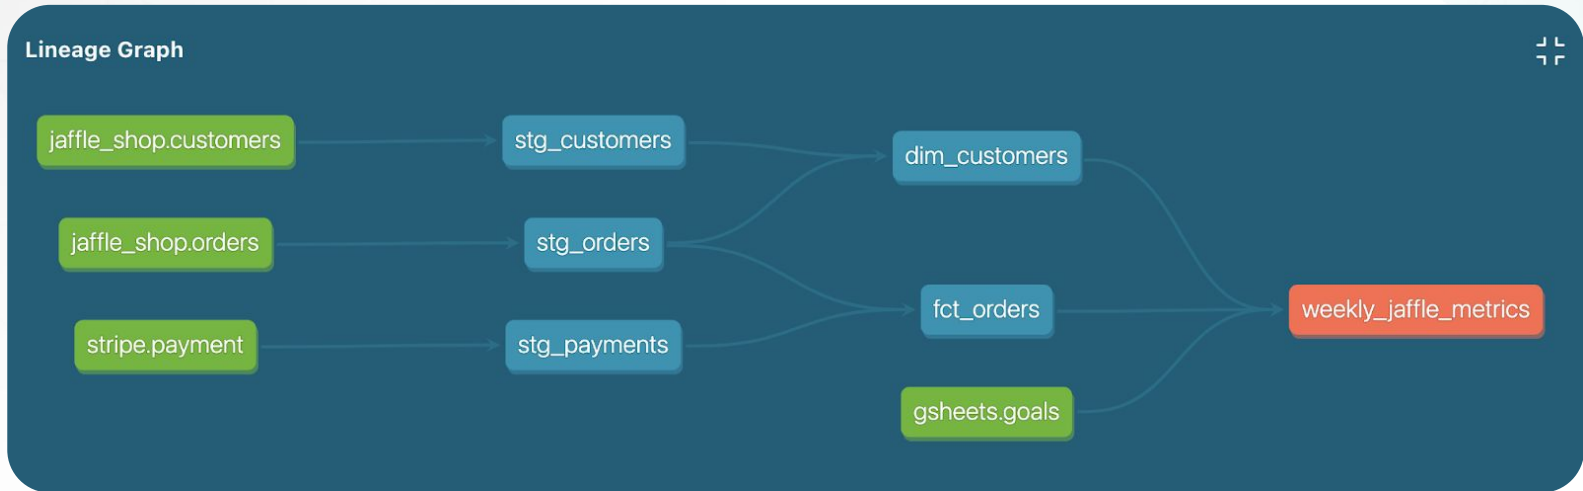 Lineage Graph
jaffle_shop.customers
stg_customers
dim_customers
jaffle_shop.orders
stg_orders
fct_orders
weekly_jaffle_metrics
stripe.payment
stg_payments
gsheets.goals